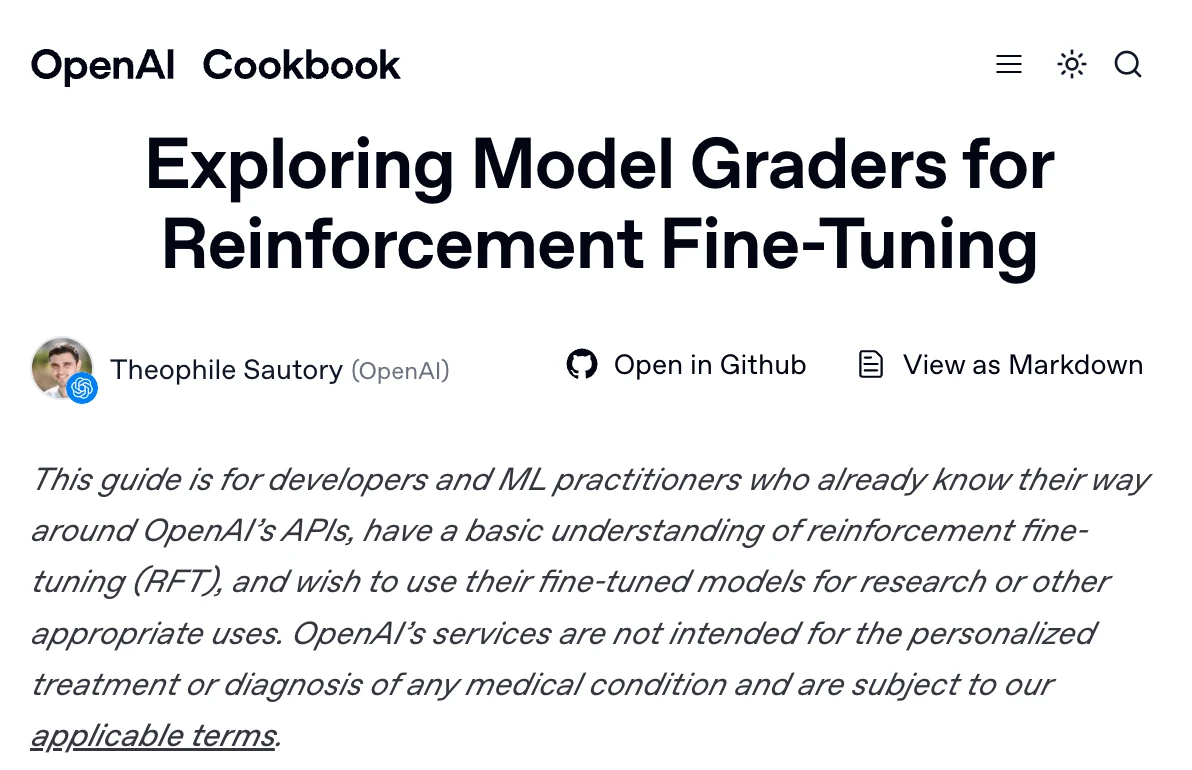 OpenAI Cookbook
Exploring Model Graders for
Reinforcement Fine-Tuning
Theophile Sautory (OpenAI) Open in Github View as Markdown
This guide is for developers and ML practitioners who already know their way
around OpenAI’s APIs, have a basic understanding of reinforcement fine-
tuning (RFT), and wish to use their fine-tuned models for research or other
appropriate uses. OpenAI’s services are not intended for the personalized
treatment or diagnosis of any medical condition and are subject to our
applicable terms.